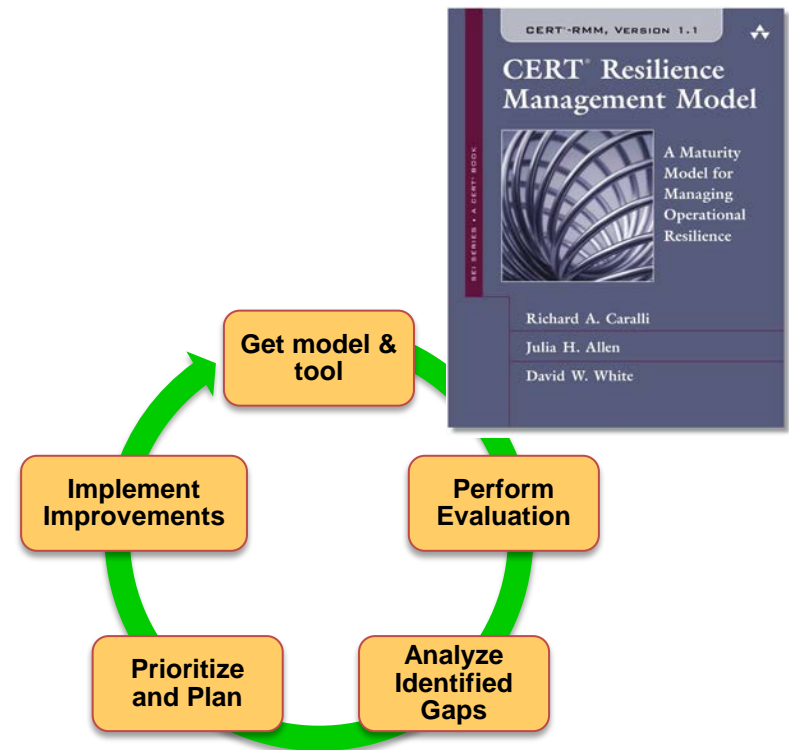 CERT®-RMM, VERSION 1.1
CERT® Resilience
Management Model
SEI SERIES • A CERT® BOOK
A Maturity
Model for
Managing
Operational
Resilience
Richard A. Caralli
Julia H. Allen
David W. White
Get model &
tool
Perform
Evaluation
Analyze
Identified
Gaps
Prioritize
and Plan
Implement
Improvements